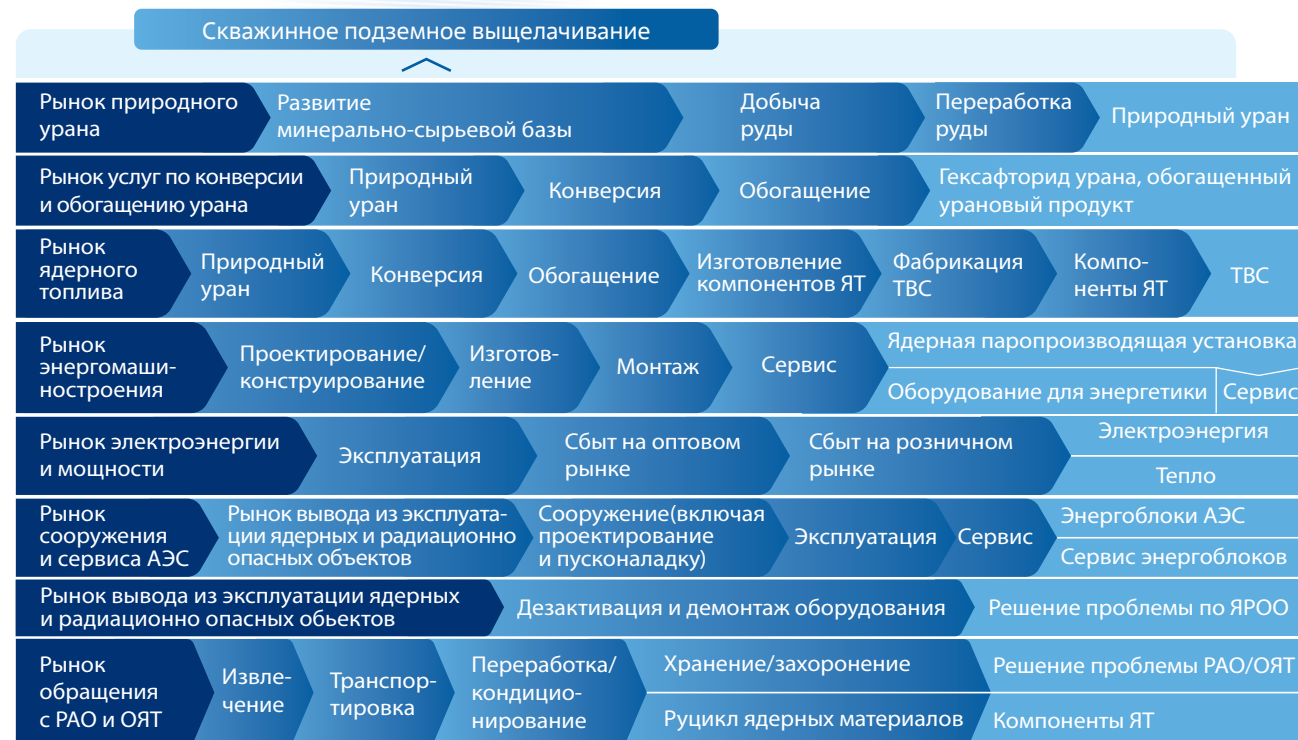 Скважинное подземное выщелачивание
Рынок природного
урана
Развитие
минерально-сырьевой базы
Добыча
руды
Переработка
руды
Природный уран
Рынок услуг по конверсии
и обогащению урана
Природный
уран
Конверсия
Обогащение
Гексафторид урана, обогащенный
урановый продукт
Рынок
ядерного
топлива
Природный
уран
Конверсия
Обогащение
Изготовление
компонентов ЯТ
Фабрикация
ТВС
Компо-
ненты ЯТ
ТВС
Рынок
энергомаши-
ностроения
Проектирование/
конструирование
Изготов-
ление
Монтаж
Сервис
Ядерная паропроизводящая установка
Оборудование для энергетики
Сервис
Рынок электроэнергии
и мощности
Эксплуатация
Сбыт на оптовом
рынке
Сбыт на розничном
рынке
Электроэнергия
Тепло
Рынок
сооружения
и сервиса АЭС
Рынок вывода из эксплуата-
ции ядерных и радиационно
опасных объектов
Сооружение(включая
проектирование
и пусконаладку)
Эксплуатация
Сервис
Энергоблоки АЭС
Сервис энергоблоков
Рынок вывода из эксплуатации ядерных
и радиационно опасных обьектов
Дезактивация и демонтаж оборудования
Решение проблемы по ЯРОО
Рынок
обращения
с РАО и ОЯТ
Извле-
чение
Транспор-
тировка
Переработка/
кондицио-
нирование
Хранение/захоронение
Руцикл ядерных материалов
Решение проблемы РАО/ОЯТ
Компоненты ЯТ